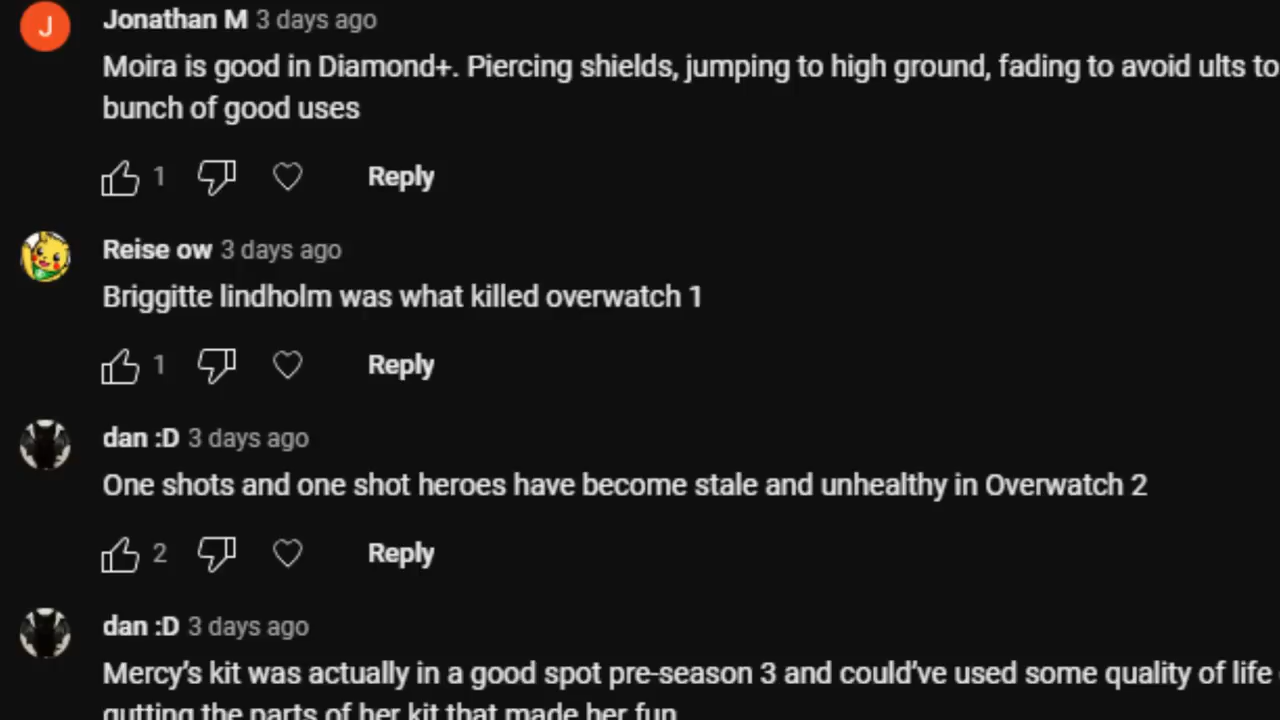 J
Jonathan M 3 days ago
Moira is good in Diamond+. Piercing shields, jumping to high ground, fading to avoid ults to
bunch of good uses
1 Reply
Reise ow 3 days ago
Briggitte lindholm was what killed overwatch 1
1 Reply
dan :D 3 days ago
One shots and one shot heroes have become stale and unhealthy in Overwatch 2
2 Reply
dan :D 3 days ago
Mercy's kit was actually in a good spot pre-season 3 and could've used some quality of life
gutting the parts of her kit that made her fun